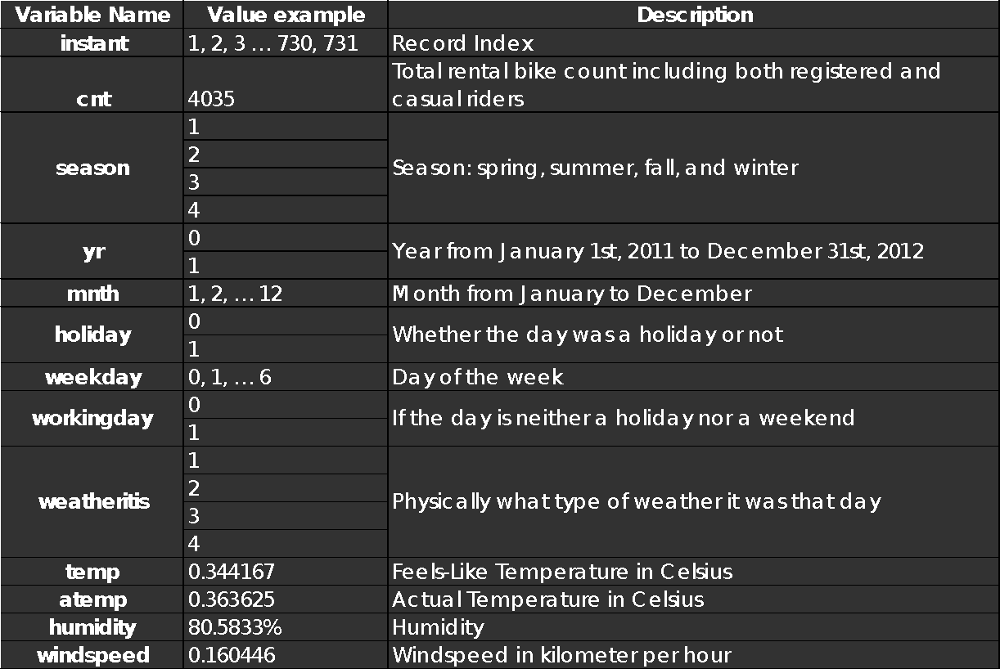 Variable Name Value example Description
instant 1, 2, 3 … 730, 731 Record Index
cnt 4035 Total rental bike count including both registered and
casual riders
season 1 Season: spring, summer, fall, and winter
2
3
4
yr 0 Year from January 1st, 2011 to December 31st, 2012
1
mnth 1, 2, … 12 Month from January to December
holiday 0 Whether the day was a holiday or not
1
weekday 0, 1, … 6 Day of the week
workingday 0 If the day is neither a holiday nor a weekend
1
weatheritis 1 Physically what type of weather it was that day
2
3
4
temp 0.344167 Feels-Like Temperature in Celsius
atemp 0.363625 Actual Temperature in Celsius
humidity 80.5833% Humidity
windspeed 0.160446 Windspeed in kilometer per hour